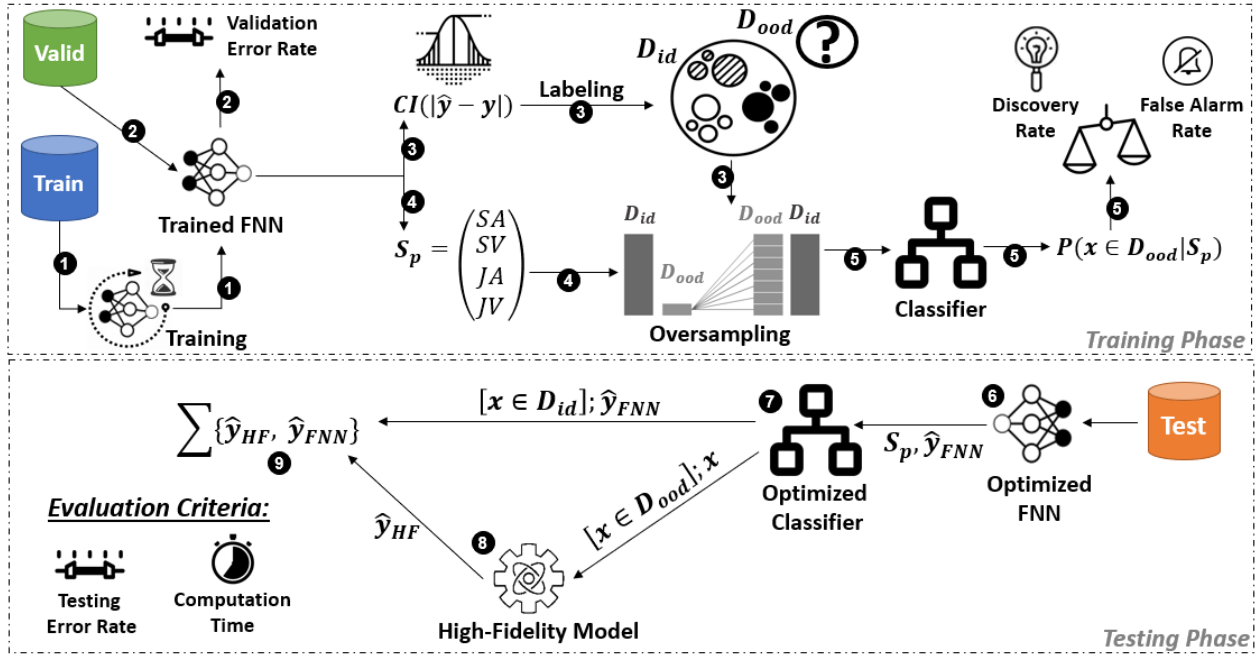 Valid
Validation
Error Rate
2
2
Train
Trained FNN
1
1
Training
CI(|ŷ − y|)
Labeling
3
3
4
D_id
D_ood
?
3
S_p = (SA
SV
JA
JV)
4
D_id
D_ood
D_ood
D_id
Oversampling
5
Classifier
5
P(x ∈ D_ood|S_p)
5
Discovery
Rate
False Alarm
Rate
Training Phase
Test
6
Optimized
FNN
S_p, ŷ_FNN
7
Optimized
Classifier
[x ∈ D_id]; ŷ_FNN
[x ∈ D_ood]; x
8
High-Fidelity Model
ŷ_HF
∑{ŷ_HF, ŷ_FNN}
9
Evaluation Criteria:
Testing
Error Rate
Computation
Time
Testing Phase